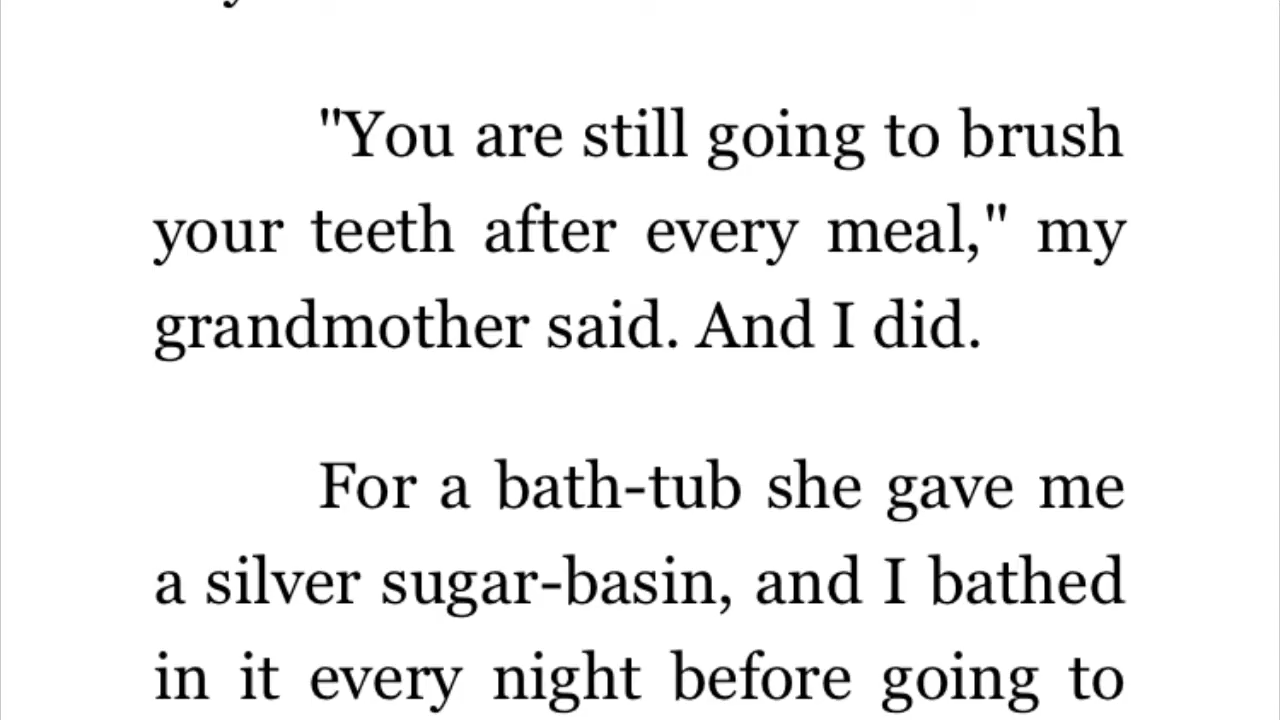 "You are still going to brush
your teeth after every meal," my
grandmother said. And I did.
For a bath-tub she gave me
a silver sugar-basin, and I bathed
in it every night before going to